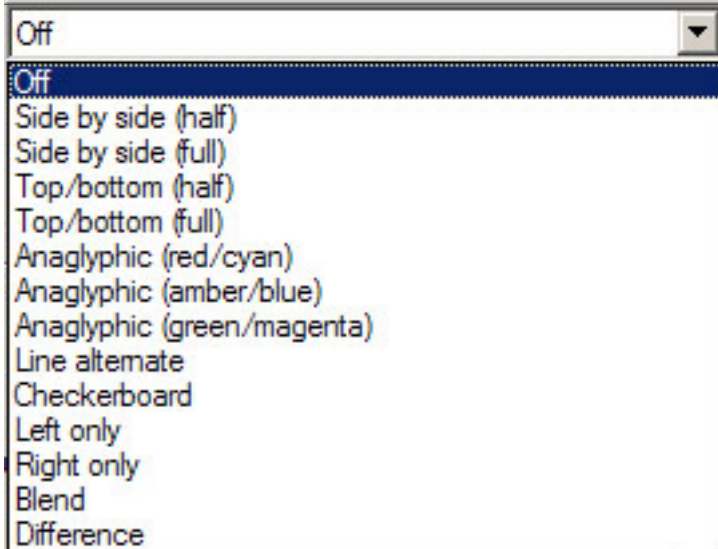 Off
Off
Side by side (half)
Side by side (full)
Top/bottom (half)
Top/bottom (full)
Anaglyphic (red/cyan)
Anaglyphic (amber/blue)
Anaglyphic (green/magenta)
Line alternate
Checkerboard
Left only
Right only
Blend
Difference